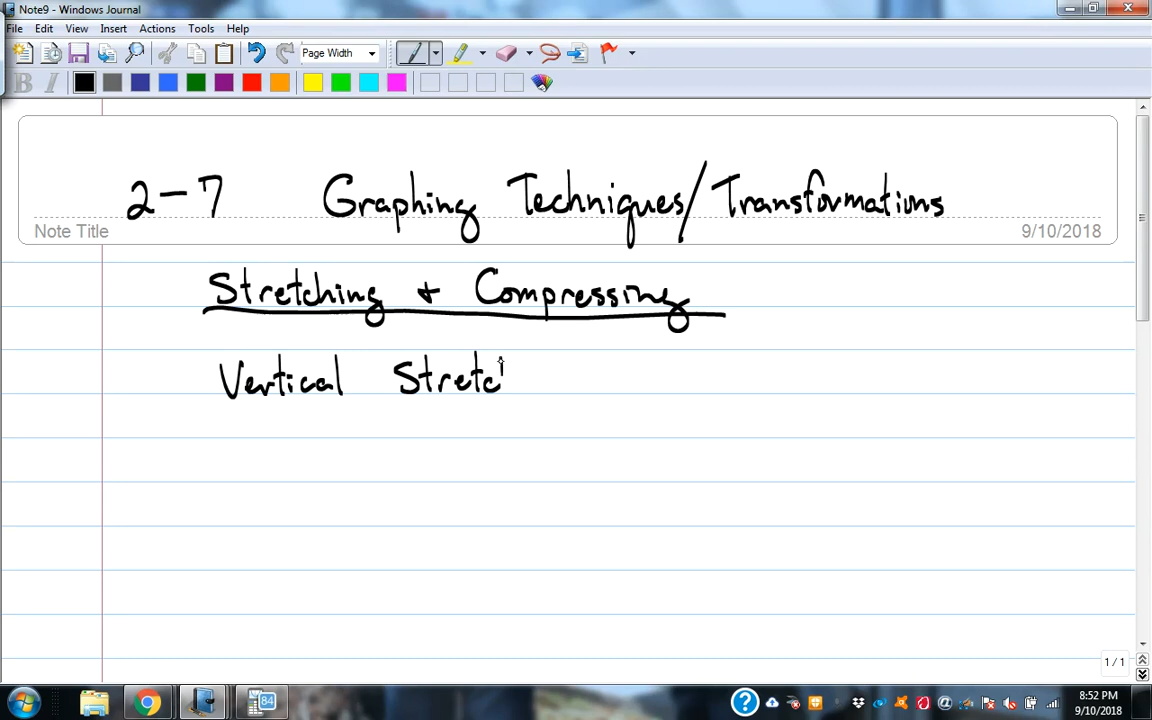 Note9 - Windows Journal
File Edit View Insert Actions Tools Help
Page Width
B I
2-7 Graphing Techniques/Transformations
Note Title 9/10/2018
Stretching + Compressing
Vertical Stretc
1 / 1
84
8:52 PM
9/10/2018